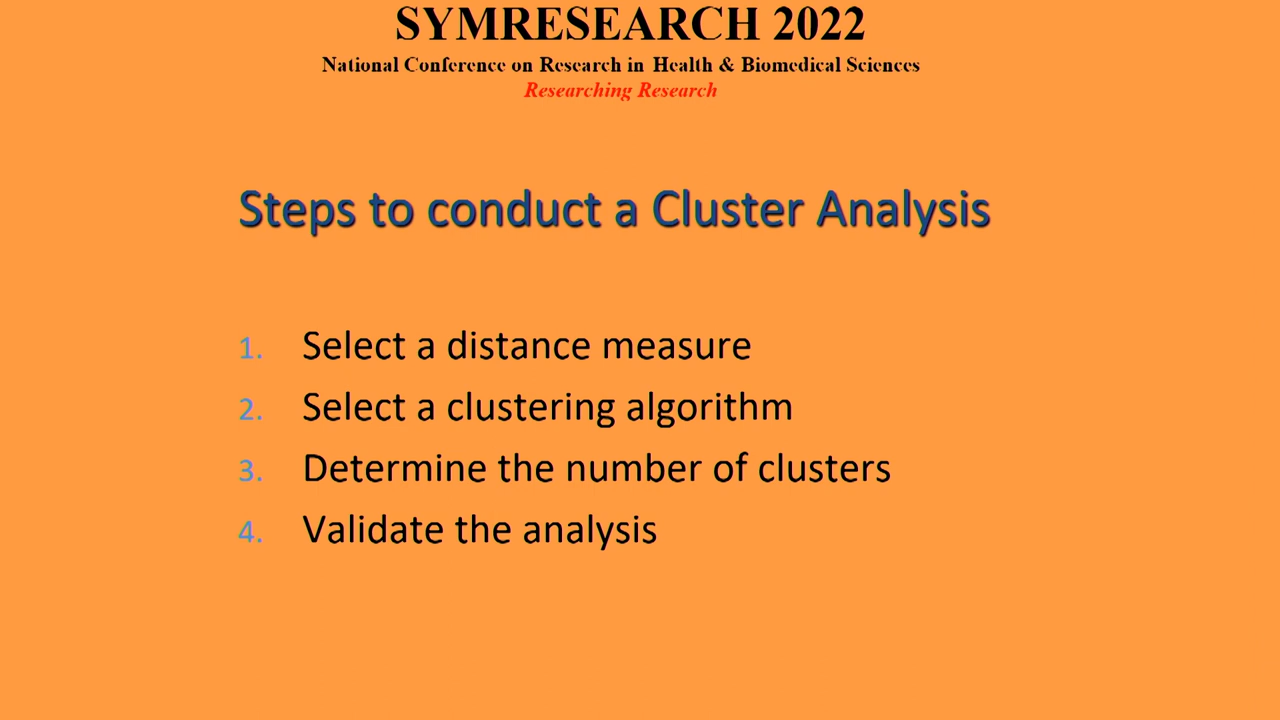 SYMRESEARCH 2022
National Conference on Research in Health & Biomedical Sciences
Researching Research
Steps to conduct a Cluster Analysis
1. Select a distance measure
2. Select a clustering algorithm
3. Determine the number of clusters
4. Validate the analysis